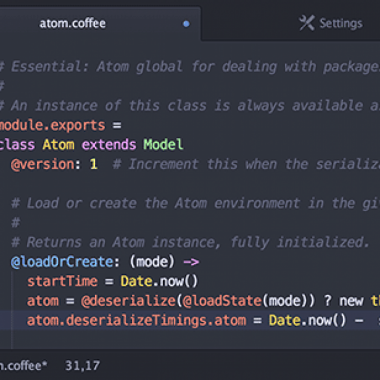 atom.coffee Settings
# Essential: Atom global for dealing with package
#
# An instance of this class is always available a
module.exports =
class Atom extends Model
@version: 1 # Increment this when the serializa
# Load or create the Atom environment in the gi
#
# Returns an Atom instance, fully initialized.
@loadOrCreate: (mode) ->
startTime = Date.now()
atom = @deserialize(@loadState(mode)) ? new th
atom.deserializeTimings.atom = Date.now() - s
m.coffee* 31,17